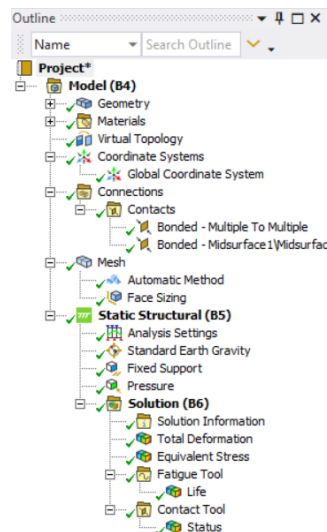 Outline
Name Search Outline
Project*
Model (B4)
Geometry
Materials
Virtual Topology
Coordinate Systems
Global Coordinate System
Connections
Contacts
Bonded - Multiple To Multiple
Bonded - Midsurface1\Midsurfac
Mesh
Automatic Method
Face Sizing
Static Structural (B5)
Analysis Settings
Standard Earth Gravity
Fixed Support
Pressure
Solution (B6)
Solution Information
Total Deformation
Equivalent Stress
Fatigue Tool
Life
Contact Tool
Status